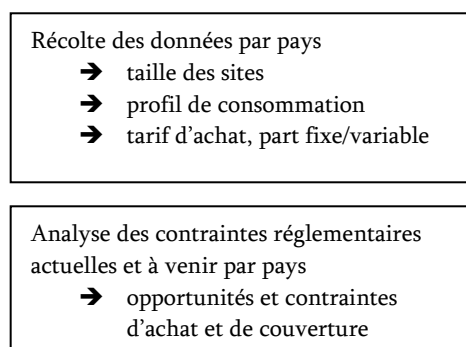 Récolte des données par pays
➔ taille des sites
➔ profil de consommation
➔ tarif d'achat, part fixe/variable
Analyse des contraintes réglementaires
actuelles et à venir par pays
➔ opportunités et contraintes
d'achat et de couverture